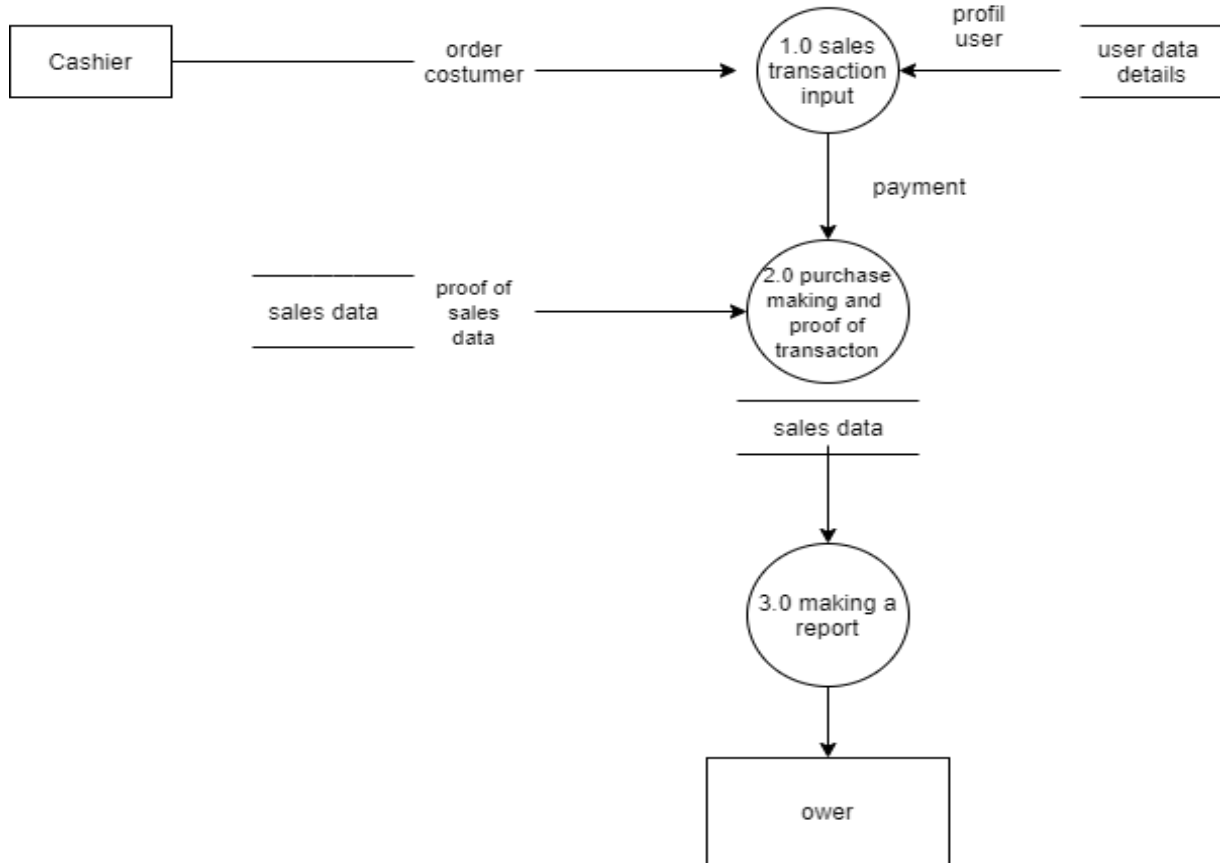 Cashier
order
costumer
1.0 sales
transaction
input
profil
user
user data
details
payment
sales data
proof of
sales
data
2.0 purchase
making and
proof of
transacton
sales data
3.0 making a
report
ower